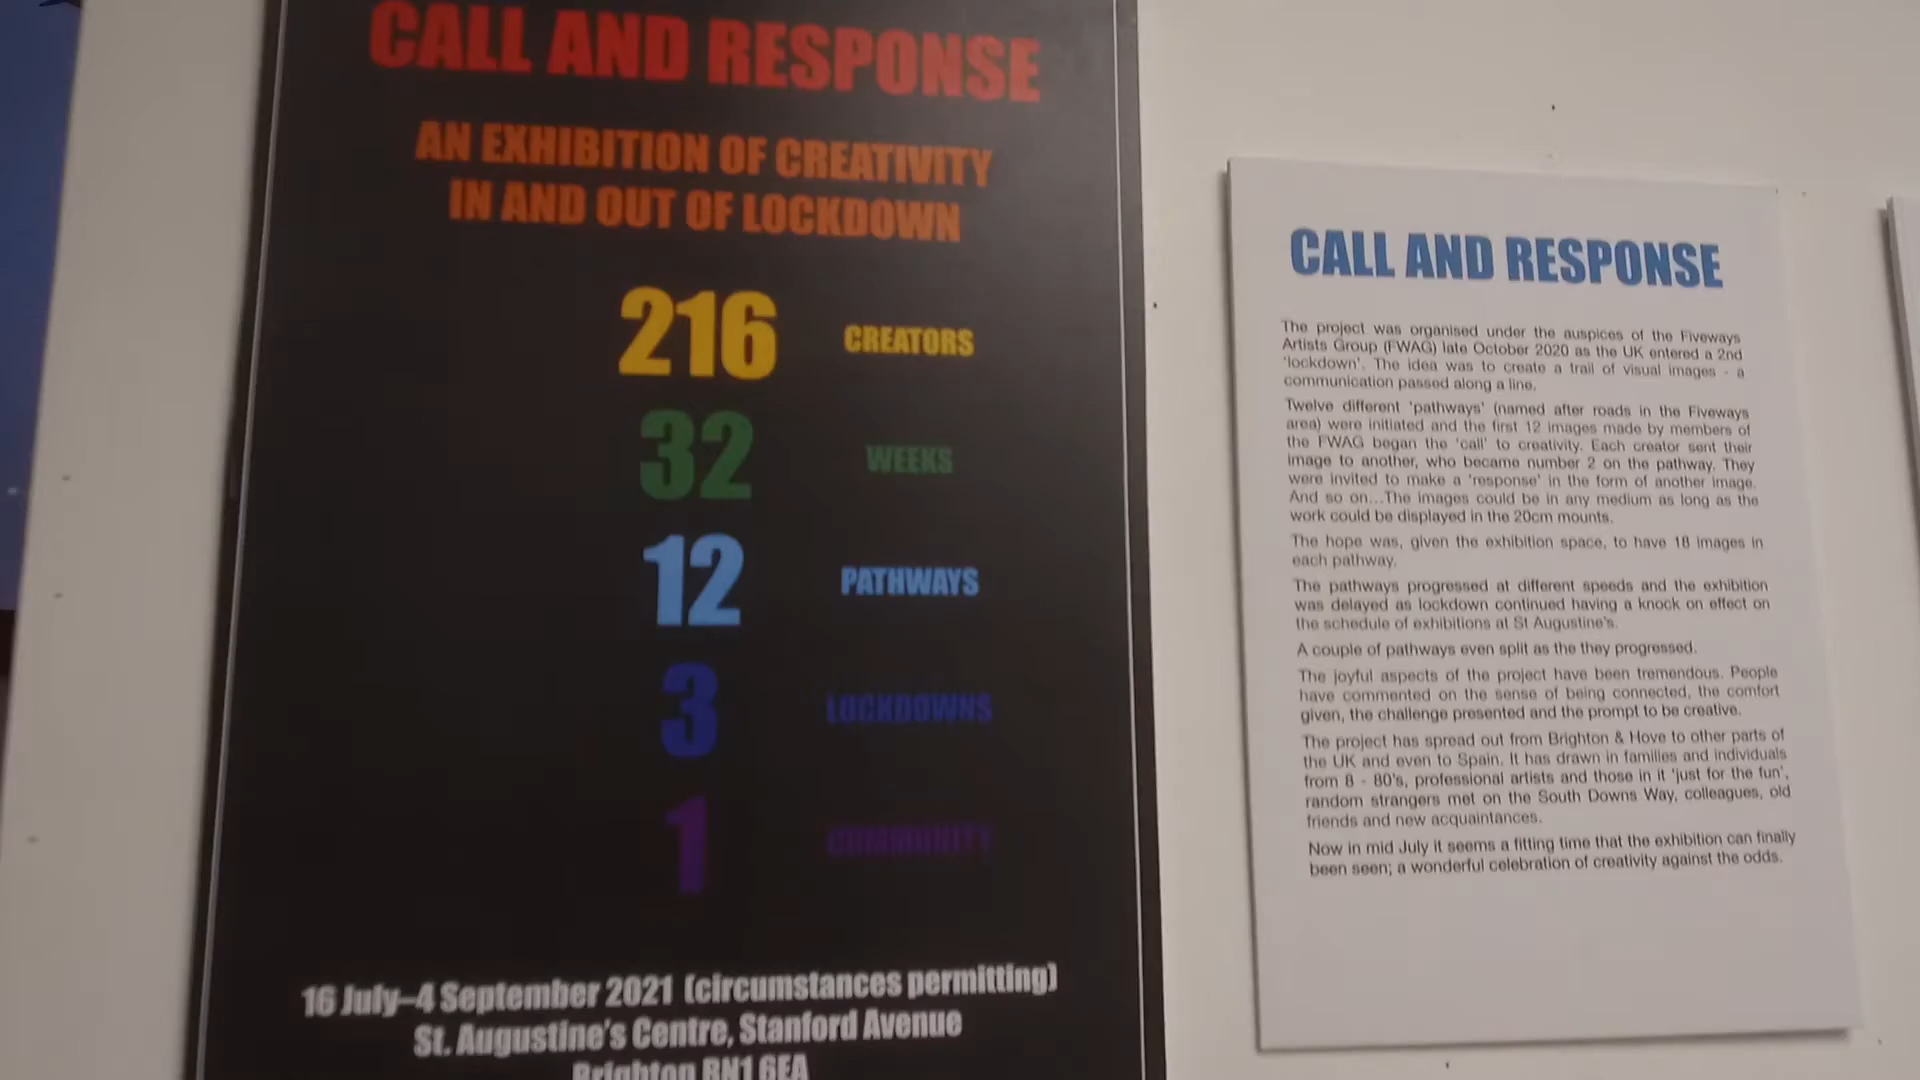 CALL AND RESPONSE
AN EXHIBITION OF CREATIVITY
IN AND OUT OF LOCKDOWN
216 CREATORS
32 WEEKS
12 PATHWAYS
3 LOCKDOWNS
1 COMMUNITY
16 July–4 September 2021 (circumstances permitting)
St. Augustine's Centre, Stanford Avenue
Brighton BN1 6EA
CALL AND RESPONSE
The project was organised under the auspices of the Fiveways
Artists Group (FWAG) late October 2020 as the UK entered a 2nd
'lockdown'. The idea was to create a trail of visual images - a
communication passed along a line.
Twelve different 'pathways' (named after roads in the Fiveways
area) were initiated and the first 12 images made by members of
the FWAG began the 'call' to creativity. Each creator sent their
image to another, who became number 2 on the pathway. They
were invited to make a 'response' in the form of another image.
And so on...The images could be in any medium as long as the
work could be displayed in the 20cm mounts.
The hope was, given the exhibition space, to have 18 images in
each pathway.
The pathways progressed at different speeds and the exhibition
was delayed as lockdown continued having a knock on effect on
the schedule of exhibitions at St Augustine's.
A couple of pathways even split as the they progressed.
The joyful aspects of the project have been tremendous. People
have commented on the sense of being connected, the comfort
given, the challenge presented and the prompt to be creative.
The project has spread out from Brighton & Hove to other parts of
the UK and even to Spain. It has drawn in families and individuals
from 8 - 80's, professional artists and those in it 'just for the fun',
random strangers met on the South Downs Way, colleagues, old
friends and new acquaintances.
Now in mid July it seems a fitting time that the exhibition can finally
been seen; a wonderful celebration of creativity against the odds.